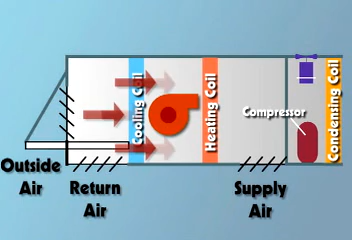 Cooling Coil
Heating Coil
Compressor
Condensing Coil
Outside
Air
Return
Air
Supply
Air